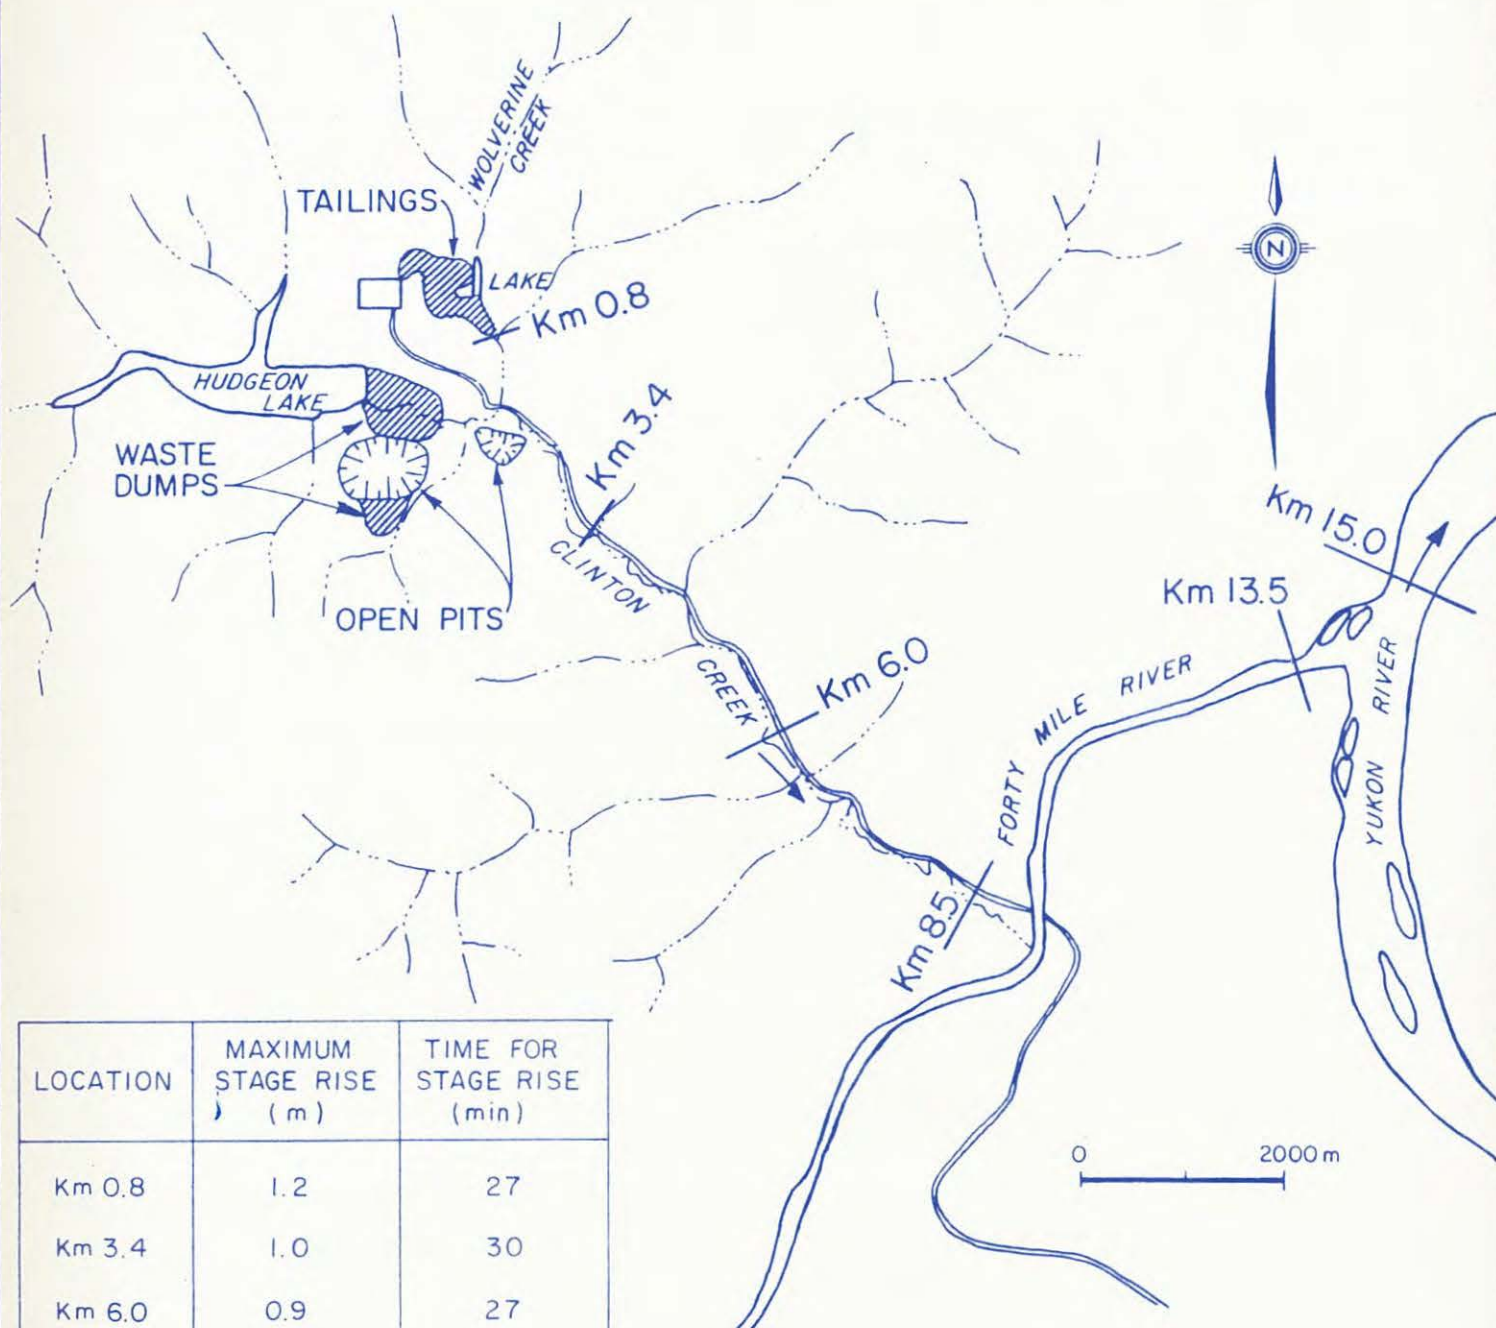 WOLVERINE
CREEK
TAILINGS
LAKE
Km 0.8
N
HUDGEON
LAKE
Km 3.4
WASTE
DUMPS
Km 15.0
CLINTON
Km 13.5
OPEN PITS
CREEK
Km 6.0
FORTY MILE RIVER
YUKON RIVER
Km 8.5
LOCATION
MAXIMUM
STAGE RISE
(m)
TIME FOR
STAGE RISE
(min)
0 2000 m
Km 0.8 1.2 27
Km 3.4 1.0 30
Km 6.0 0.9 27